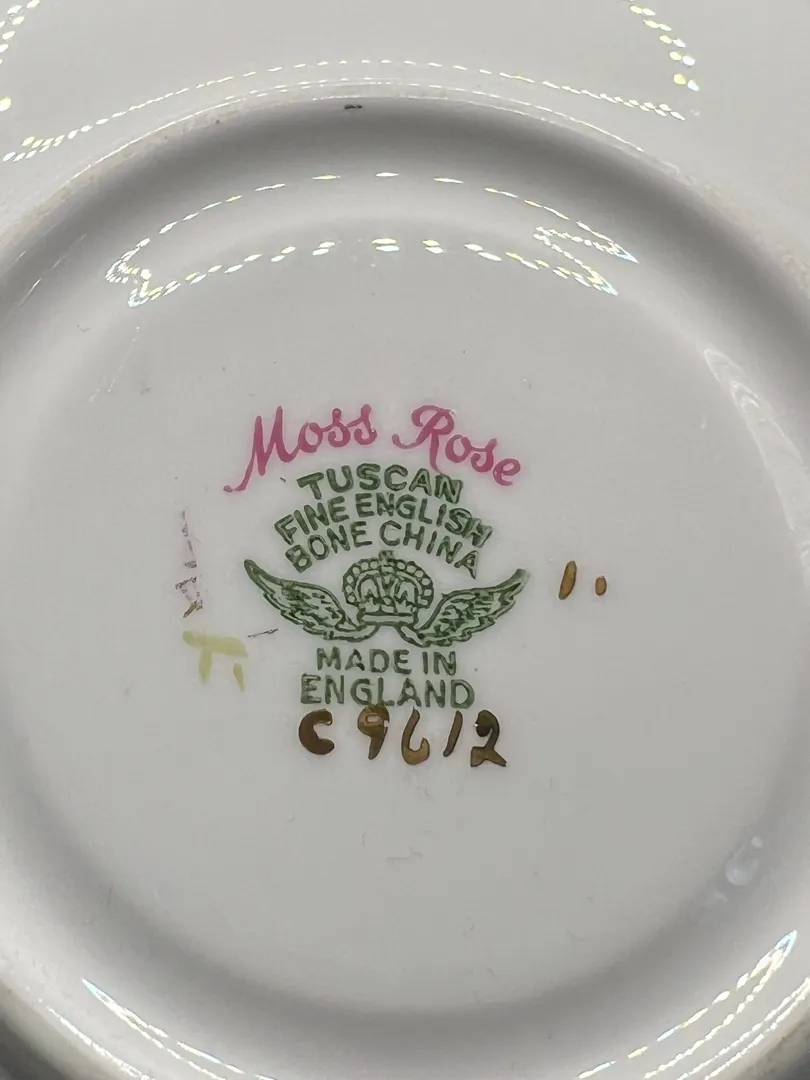 Moss Rose
TUSCAN
FINE ENGLISH
BONE CHINA
MADE IN
ENGLAND
C9612